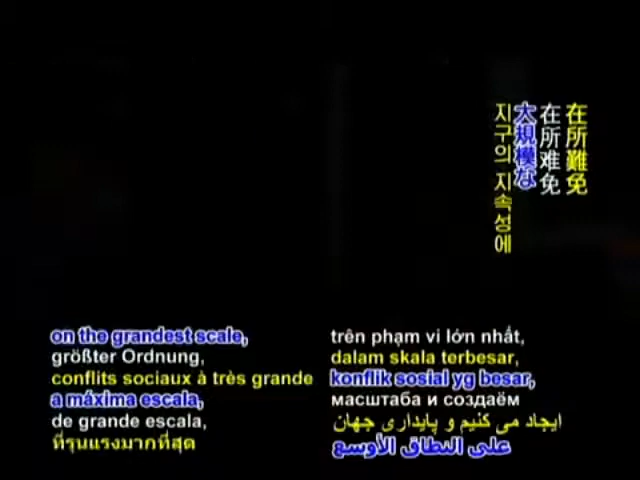 在所難免
在所难免
大規模な
지구의 지속성에
on the grandest scale,
größter Ordnung,
conflits sociaux à très grande
a máxima escala,
de grande escala,
ที่รุนแรงมากที่สุด
trên phạm vi lớn nhất,
dalam skala terbesar,
konflik sosial yg besar,
масштаба и создаём
ایجاد می کنیم و پایداری جهان
على النطاق الأوسع